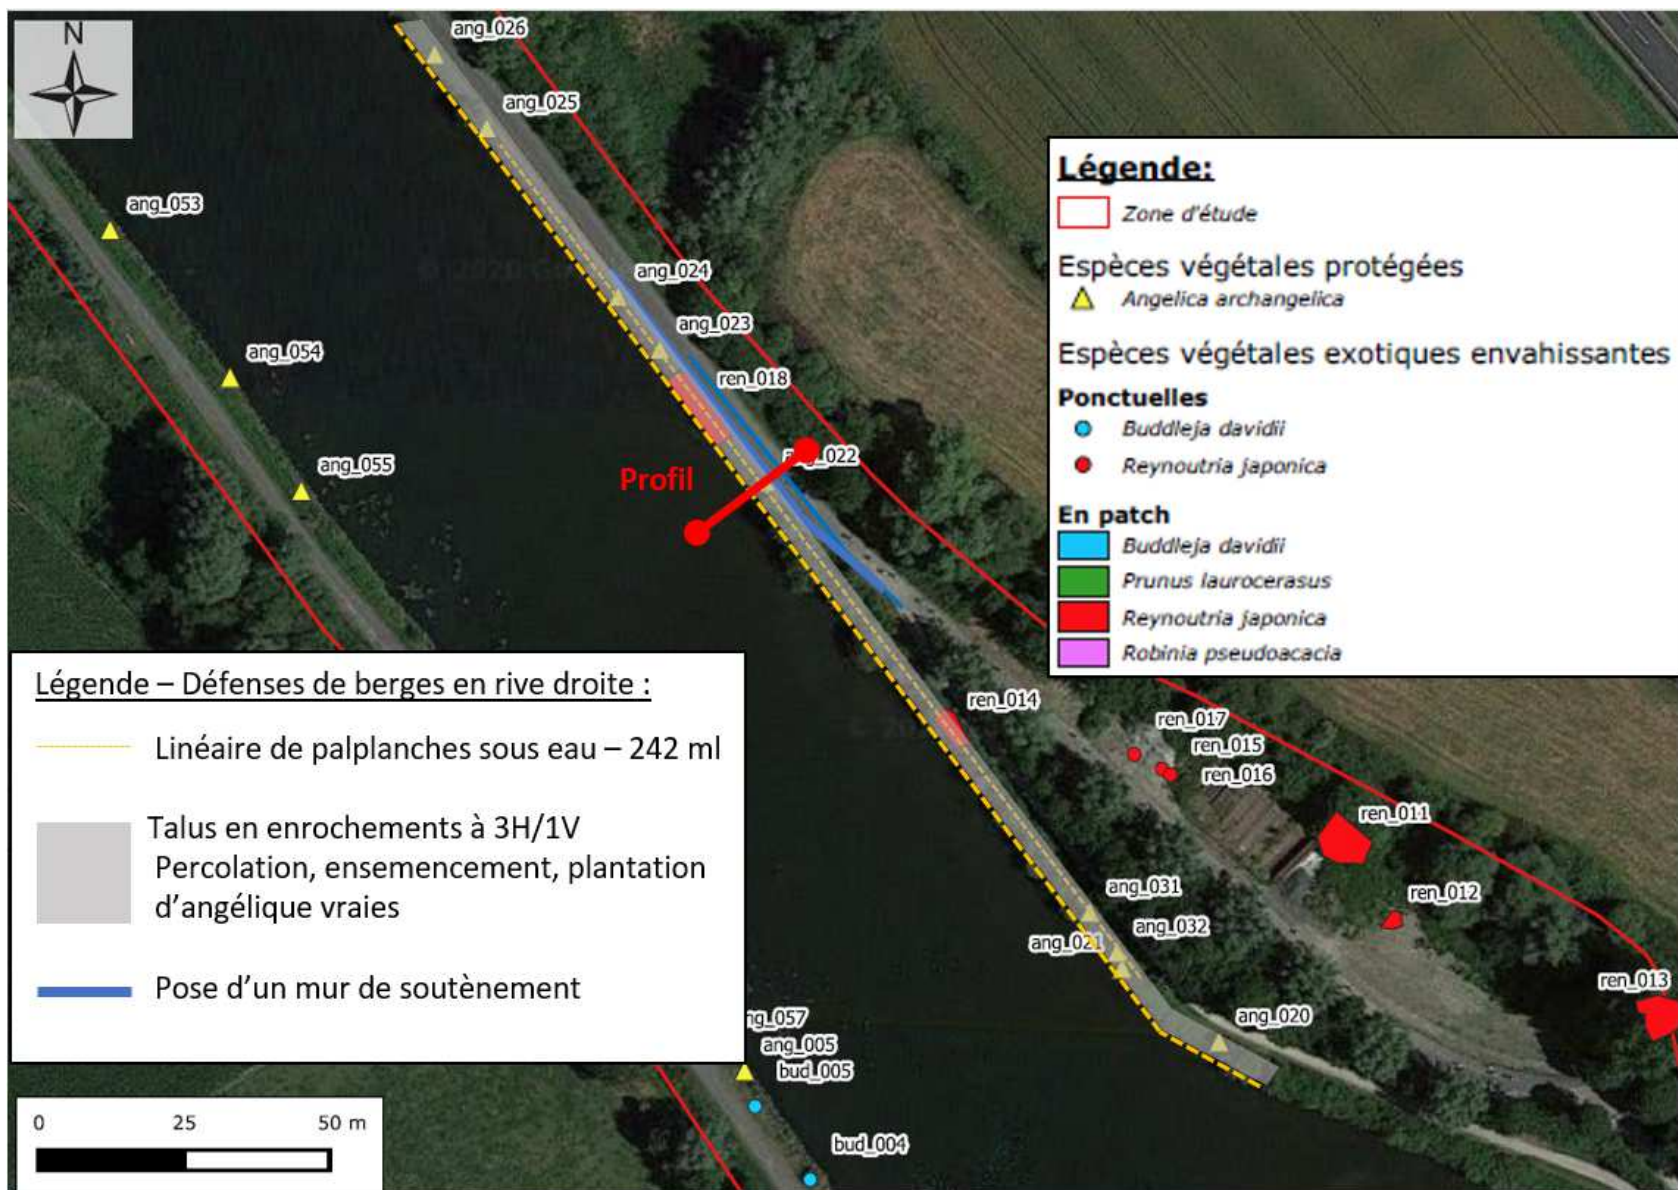 N
ang_026
ang_025
ang_053
ang_024
ang_023
ang_054
ren_018
ang_022
ang_055
Profil
Légende:
Zone d'étude
Espèces végétales protégées
Angelica archangelica
Espèces végétales exotiques envahissantes
Ponctuelles
Buddleja davidii
Reynoutria japonica
En patch
Buddleja davidii
Prunus laurocerasus
Reynoutria japonica
Robinia pseudoacacia
ren_014
ren_017
ren_015
ren_016
ren_011
ren_012
ang_031
ang_032
ang_021
ren_013
ang_020
Légende – Défenses de berges en rive droite :
Linéaire de palplanches sous eau – 242 ml
Talus en enrochements à 3H/1V
Percolation, ensemencement, plantation
d'angélique vraies
Pose d'un mur de soutènement
ng_057
ang_005
bud_005
bud_004
0 25 50 m